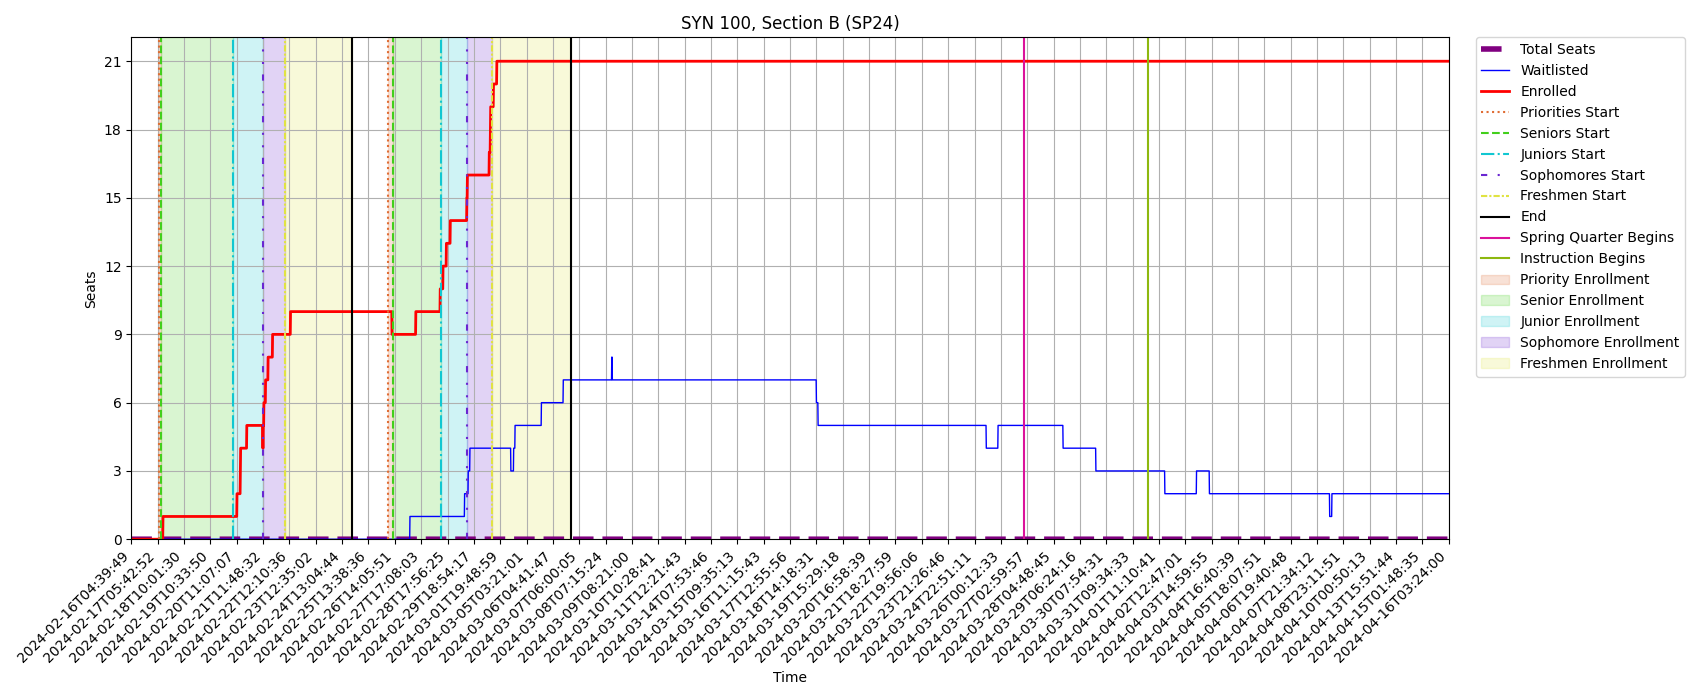 SYN 100, Section B (SP24)
Seats
21
18
15
12
9
6
3
0
2024-02-16T04:39:49
2024-02-17T05:42:52
2024-02-18T10:01:30
2024-02-19T10:33:50
2024-02-20T11:07:07
2024-02-21T11:48:32
2024-02-22T12:10:36
2024-02-23T12:35:02
2024-02-24T13:04:44
2024-02-25T13:38:36
2024-02-26T14:05:51
2024-02-27T17:08:03
2024-02-28T17:56:25
2024-02-29T18:54:17
2024-03-01T19:48:59
2024-03-05T03:21:01
2024-03-06T04:41:47
2024-03-07T06:00:05
2024-03-08T07:15:24
2024-03-09T08:21:00
2024-03-10T10:28:41
2024-03-11T12:21:43
2024-03-14T07:53:46
2024-03-15T09:35:13
2024-03-16T11:15:43
2024-03-17T12:55:56
2024-03-18T14:18:31
2024-03-19T15:29:18
2024-03-20T16:58:39
2024-03-21T18:27:59
2024-03-22T19:56:06
2024-03-23T21:26:46
2024-03-24T22:51:11
2024-03-26T00:12:33
2024-03-27T02:59:57
2024-03-28T04:48:45
2024-03-29T06:24:16
2024-03-30T07:54:31
2024-03-31T09:34:33
2024-04-01T11:10:41
2024-04-02T12:47:01
2024-04-03T14:59:55
2024-04-04T16:40:39
2024-04-05T18:07:51
2024-04-06T19:40:48
2024-04-07T21:34:12
2024-04-08T23:11:51
2024-04-10T00:50:13
2024-04-13T15:51:44
2024-04-15T01:48:35
2024-04-16T03:24:00
Time
Total Seats
Waitlisted
Enrolled
Priorities Start
Seniors Start
Juniors Start
Sophomores Start
Freshmen Start
End
Spring Quarter Begins
Instruction Begins
Priority Enrollment
Senior Enrollment
Junior Enrollment
Sophomore Enrollment
Freshmen Enrollment